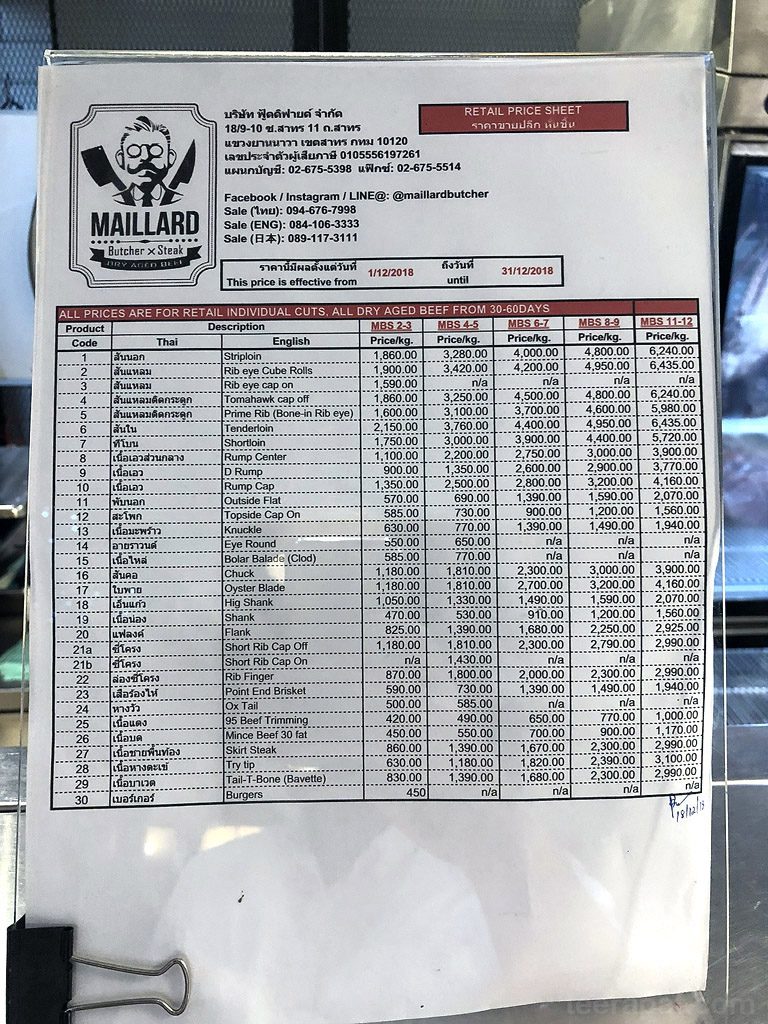 MAILLARD
Butcher × Steak
DRY AGED BEEF
บริษัท ฟู้ดดิฟายด์ จำกัด
18/9-10 ซ.สาทร 11 ถ.สาทร
แขวงยานนาวา เขตสาทร กทม 10120
เลขประจำตัวผู้เสียภาษี 0105556197261
แผนกบัญชี: 02-675-5398 แฟ็กซ์: 02-675-5514
Facebook / Instagram / LINE@: @maillardbutcher
Sale (ไทย): 094-676-7998
Sale (ENG): 084-106-3333
Sale (日本): 089-117-3111
RETAIL PRICE SHEET
ราคาขายปลีก หั่นชิ้น
ราคานี้มีผลตั้งแต่วันที่ 1/12/2018 ถึงวันที่ 31/12/2018
This price is effective from until
ALL PRICES ARE FOR RETAIL INDIVIDUAL CUTS, ALL DRY AGED BEEF FROM 30-60DAYS
Product Description MBS 2-3 MBS 4-5 MBS 6-7 MBS 8-9 MBS 11-12
Code Thai English Price/kg. Price/kg. Price/kg. Price/kg. Price/kg.
1 สันนอก Striploin 1,860.00 3,280.00 4,000.00 4,800.00 6,240.00
2 สันแหลม Rib eye Cube Rolls 1,900.00 3,420.00 4,200.00 4,950.00 6,435.00
3 สันแหลม Rib eye cap on 1,590.00 n/a n/a n/a n/a
4 สันแหลมติดกระดูก Tomahawk cap off 1,860.00 3,250.00 4,500.00 4,800.00 6,240.00
5 สันแหลมติดกระดูก Prime Rib (Bone-in Rib eye) 1,600.00 3,100.00 3,700.00 4,600.00 5,980.00
6 สันใน Tenderloin 2,150.00 3,760.00 4,400.00 4,950.00 6,435.00
7 ทีโบน Shortloin 1,750.00 3,000.00 3,900.00 4,400.00 5,720.00
8 เนื้อเอวส่วนกลาง Rump Center 1,100.00 2,200.00 2,750.00 3,000.00 3,900.00
9 เนื้อเอว D Rump 900.00 1,350.00 2,600.00 2,900.00 3,770.00
10 เนื้อเอว Rump Cap 1,350.00 2,500.00 2,800.00 3,200.00 4,160.00
11 พับนอก Outside Flat 570.00 690.00 1,390.00 1,590.00 2,070.00
12 สะโพก Topside Cap On 585.00 730.00 900.00 1,200.00 1,560.00
13 เนื้อมะพร้าว Knuckle 630.00 770.00 1,390.00 1,490.00 1,940.00
14 อายราวนด์ Eye Round 550.00 650.00 n/a n/a n/a
15 เนื้อไหล่ Bolar Balade (Clod) 585.00 770.00 n/a n/a n/a
16 สันคอ Chuck 1,180.00 1,810.00 2,300.00 3,000.00 3,900.00
17 ใบพาย Oyster Blade 1,180.00 1,810.00 2,700.00 3,200.00 4,160.00
18 เอ็นแก้ว Hig Shank 1,050.00 1,330.00 1,490.00 1,590.00 2,070.00
19 เนื้อน่อง Shank 470.00 530.00 910.00 1,200.00 1,560.00
20 แฟลงค์ Flank 825.00 1,390.00 1,680.00 2,250.00 2,925.00
21a ซี่โครง Short Rib Cap Off 1,180.00 1,810.00 2,300.00 2,790.00 2,990.00
21b ซี่โครง Short Rib Cap On n/a 1,430.00 n/a n/a n/a
22 ล่องซี่โครง Rib Finger 870.00 1,800.00 2,000.00 2,300.00 2,990.00
23 เสือร้องไห้ Point End Brisket 590.00 730.00 1,390.00 1,490.00 1,940.00
24 หางวัว Ox Tail 500.00 585.00 n/a n/a n/a
25 เนื้อแดง 95 Beef Trimming 420.00 490.00 650.00 770.00 1,000.00
26 เนื้อบด Mince Beef 30 fat 450.00 550.00 700.00 900.00 1,170.00
27 เนื้อชายพื้นท้อง Skirt Steak 860.00 1,390.00 1,670.00 2,300.00 2,990.00
28 เนื้อหางตะเข้ Try tip 630.00 1,180.00 1,820.00 2,390.00 3,100.00
29 เนื้อบาเวต Tail-T-Bone (Bavette) 830.00 1,390.00 1,680.00 2,300.00 2,990.00
30 เบอร์เกอร์ Burgers 450 n/a n/a n/a n/a
18/12/18